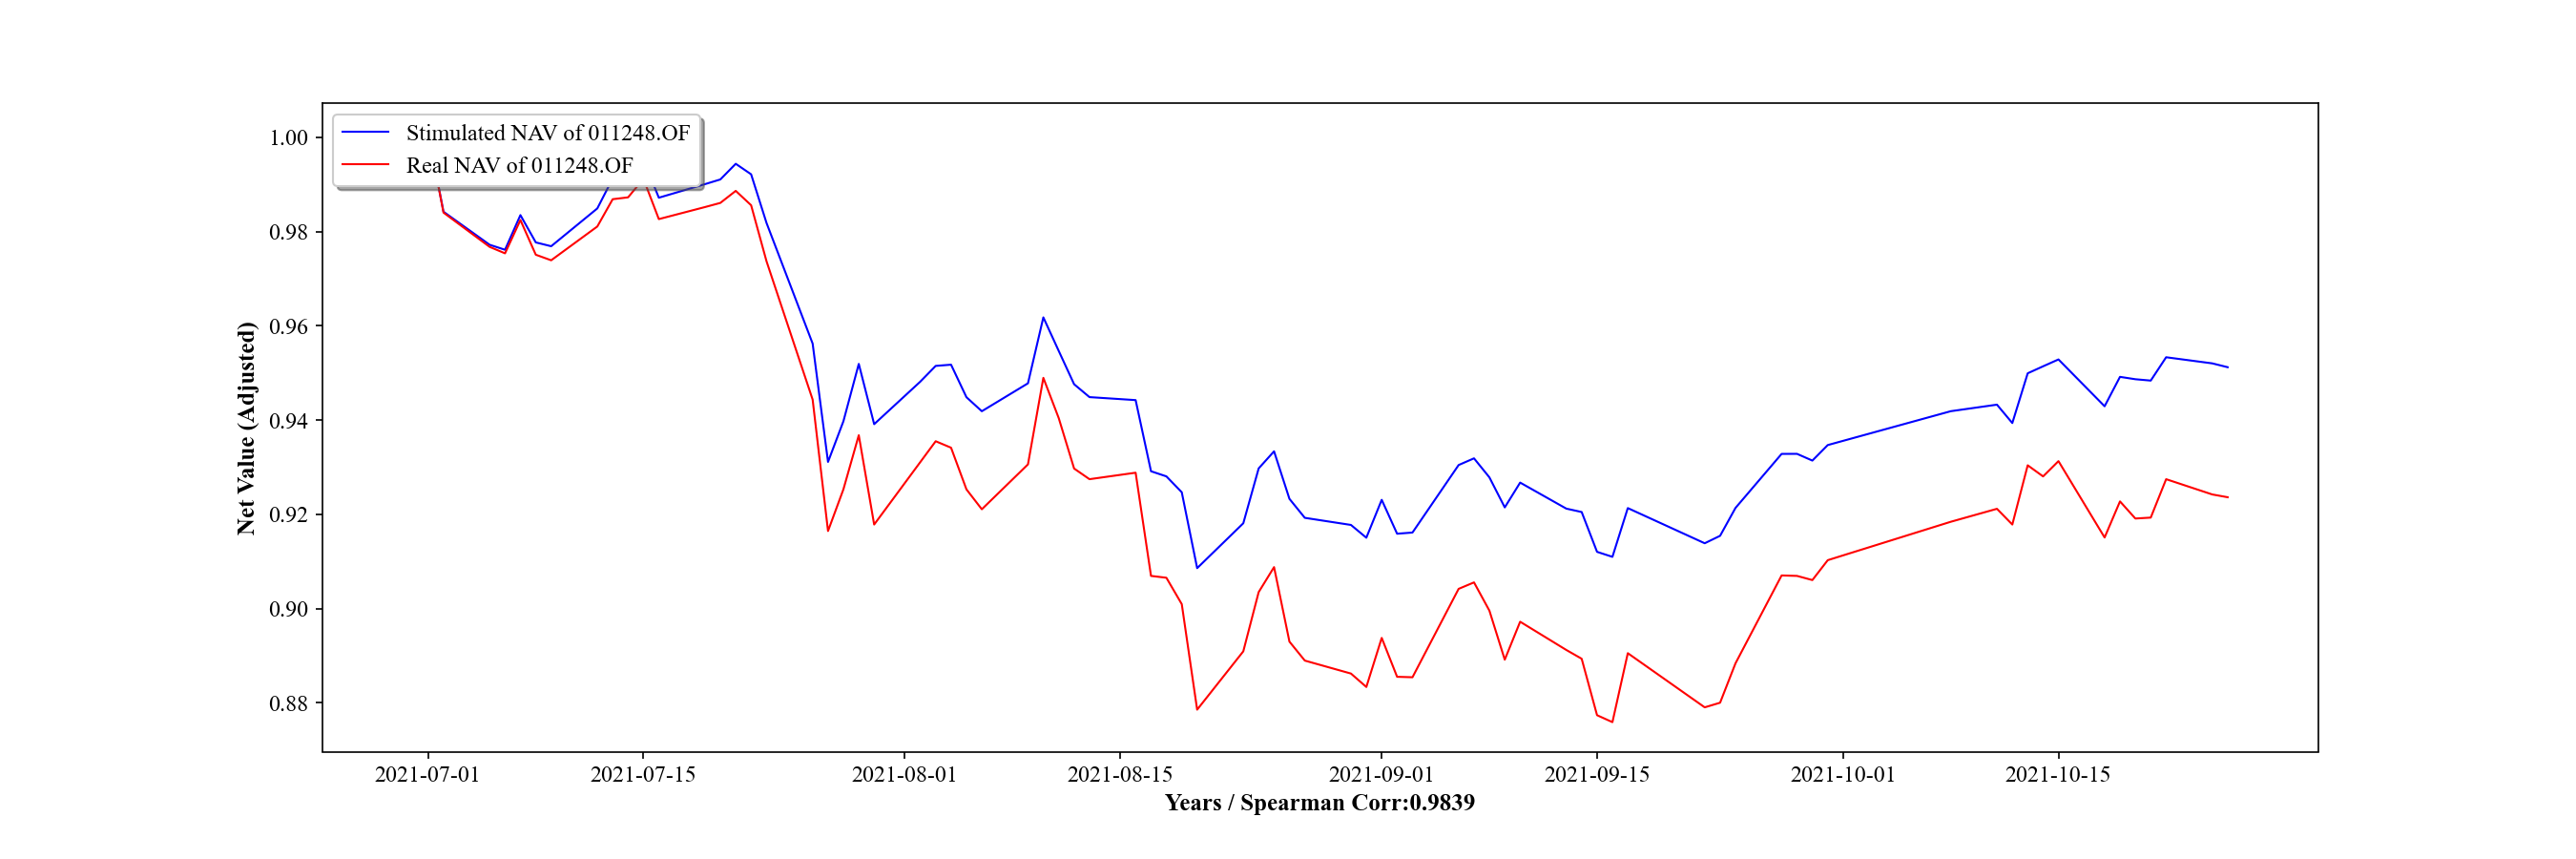 Stimulated NAV of 011248.OF
Real NAV of 011248.OF
Net Value (Adjusted)
1.00
0.98
0.96
0.94
0.92
0.90
0.88
2021-07-01 2021-07-15 2021-08-01 2021-08-15 2021-09-01 2021-09-15 2021-10-01 2021-10-15
Years / Spearman Corr:0.9839